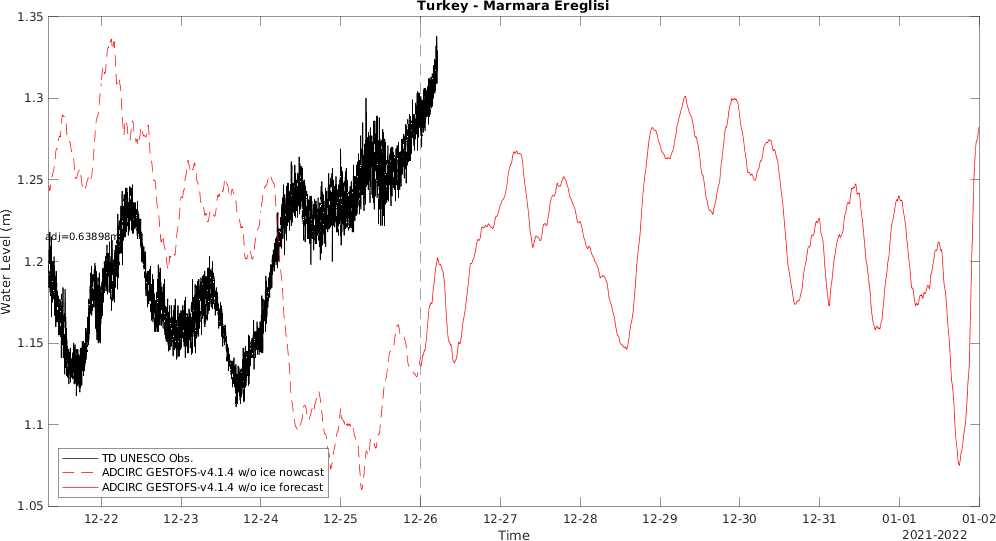 Turkey - Marmara Ereglisi
1.35
1.3
1.25
1.2
1.15
1.1
1.05
Water Level (m)
adj=0.63898m
TD UNESCO Obs.
ADCIRC GESTOFS-v4.1.4 w/o ice nowcast
ADCIRC GESTOFS-v4.1.4 w/o ice forecast
12-22 12-23 12-24 12-25 12-26 12-27 12-28 12-29 12-30 12-31 01-01 01-02
Time
2021-2022